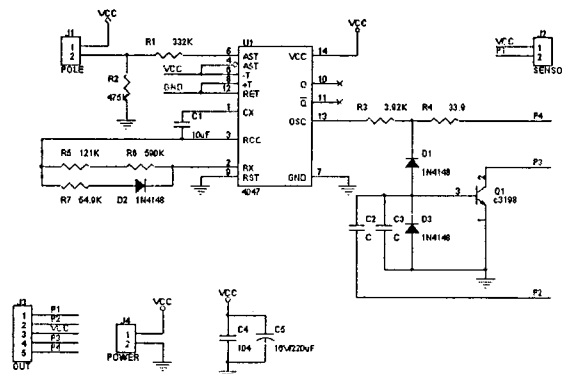 J1
VCC
1
2
POLE
R1 332K
R2
475K
VCC
GND
U1
5 AST
4 AST
6 -T
8 +T
12 RET
1 CX
3 RCC
2 RX
9 RST
4047
VCC 14
Q 10
Q 11
OSC 13
GND 7
VCC
C1
10uF
R5 121K
R6 590K
R7 64.9K
D2 1N4148
R3 3.92K
R4 33.9
P4
D1
1N4148
P3
3
2
1
Q1
c3198
C2
C
C3
C
D3
1N4148
P2
VCC
P1
J2
2
1
SENSO
J3
1 P1
2 P2
3 VCC
4 P3
5 P4
OUT
J4
1
2
POWER
VCC
VCC
C4
104
C5
16V/220uF